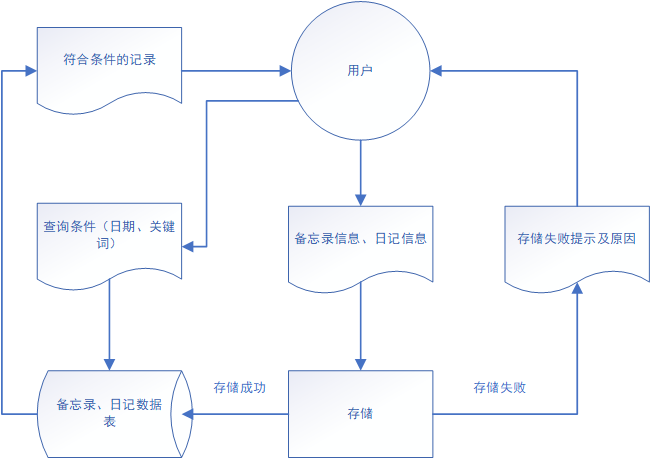 符合条件的记录
用户
查询条件（日期、关键
词）
备忘录信息、日记信息
存储失败提示及原因
存储成功
存储失败
备忘录、日记数据
表
存储